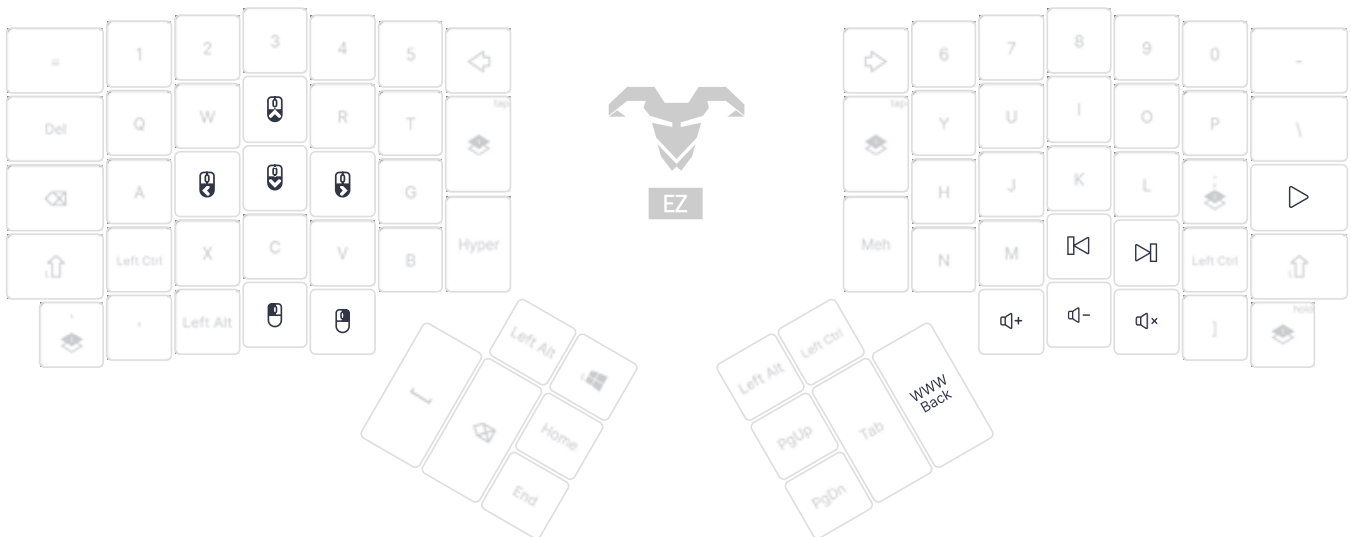 = 1 2 3 4 5
6 7 8 9 0 -
tap
tap
Del Q W R T
Y U I O P \
A G
H J K L ;
Left Ctrl X C V B Hyper
EZ
Meh N M Left Ctrl
' Left Alt
]
hold
Left Alt
Home
End
Left Alt
Left Ctrl
PgUp
PgDn
Tab
WWW
Back